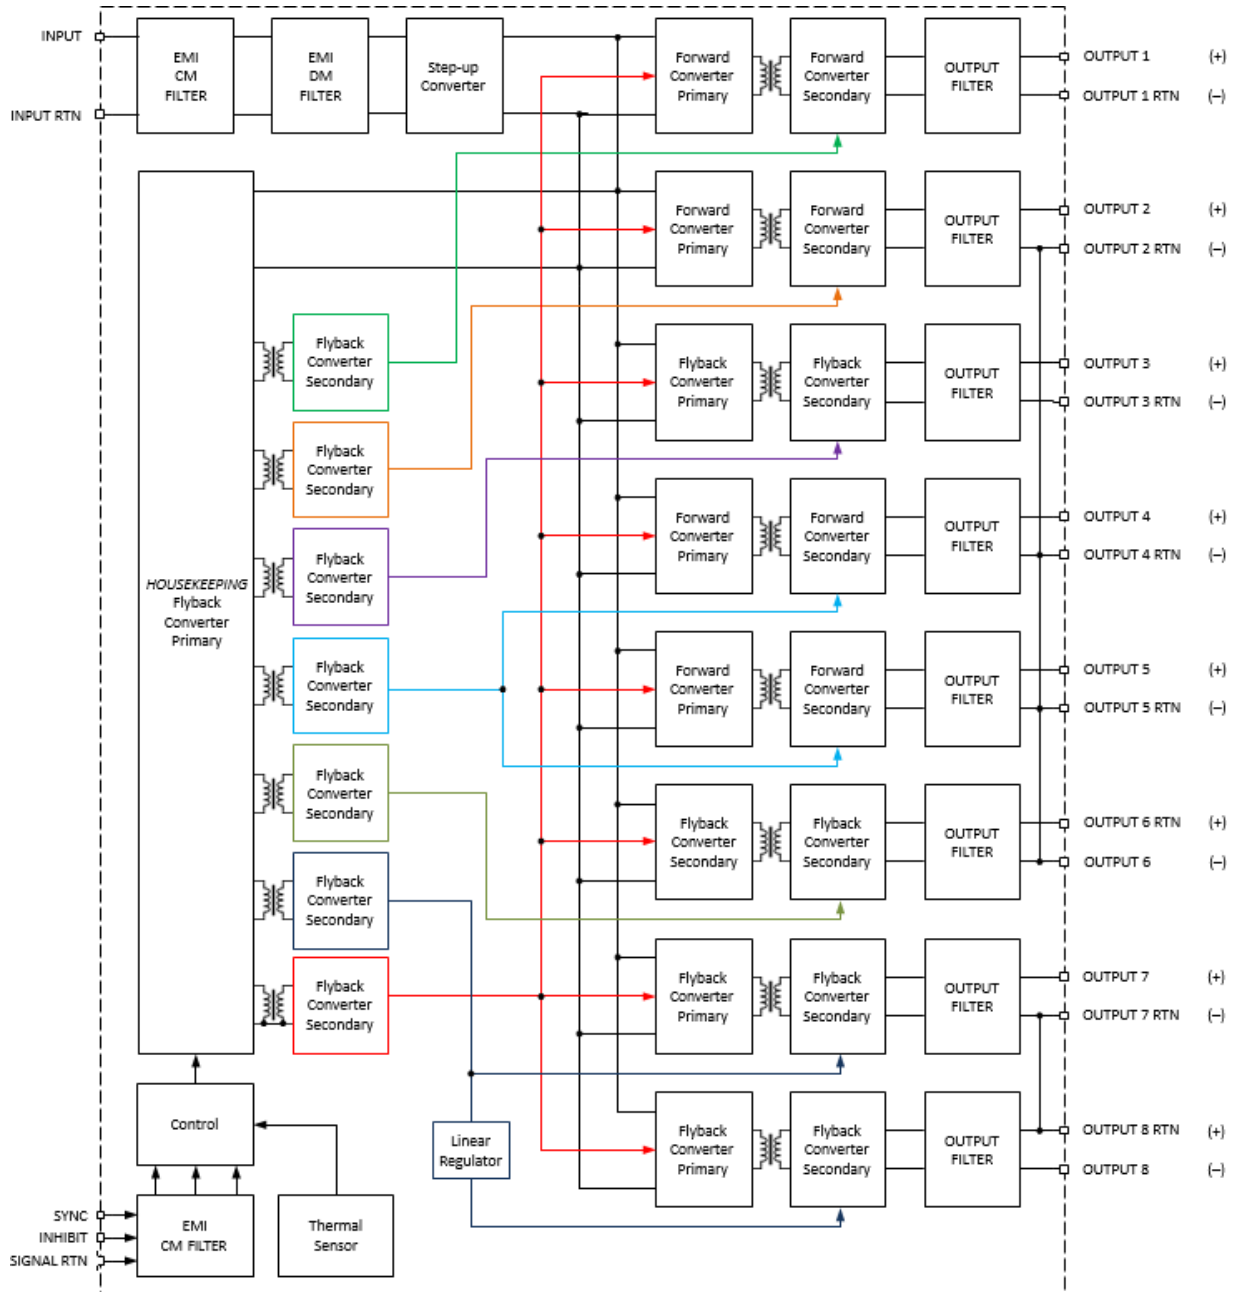 INPUT
INPUT RTN
EMI
CM
FILTER
EMI
DM
FILTER
Step-up
Converter
Forward
Converter
Primary
Forward
Converter
Secondary
OUTPUT
FILTER
OUTPUT 1 (+)
OUTPUT 1 RTN (–)
Forward
Converter
Primary
Forward
Converter
Secondary
OUTPUT
FILTER
OUTPUT 2 (+)
OUTPUT 2 RTN (–)
Flyback
Converter
Secondary
Flyback
Converter
Primary
Flyback
Converter
Secondary
OUTPUT
FILTER
OUTPUT 3 (+)
OUTPUT 3 RTN (–)
Flyback
Converter
Secondary
Forward
Converter
Primary
Forward
Converter
Secondary
OUTPUT
FILTER
OUTPUT 4 (+)
OUTPUT 4 RTN (–)
HOUSEKEEPING
Flyback
Converter
Primary
Flyback
Converter
Secondary
Flyback
Converter
Secondary
Forward
Converter
Primary
Forward
Converter
Secondary
OUTPUT
FILTER
OUTPUT 5 (+)
OUTPUT 5 RTN (–)
Flyback
Converter
Secondary
Flyback
Converter
Secondary
Flyback
Converter
Secondary
OUTPUT
FILTER
OUTPUT 6 RTN (+)
OUTPUT 6 (–)
Flyback
Converter
Secondary
Flyback
Converter
Secondary
Flyback
Converter
Primary
Flyback
Converter
Secondary
OUTPUT
FILTER
OUTPUT 7 (+)
OUTPUT 7 RTN (–)
Control
Linear
Regulator
Flyback
Converter
Primary
Flyback
Converter
Secondary
OUTPUT
FILTER
OUTPUT 8 RTN (+)
OUTPUT 8 (–)
SYNC
INHIBIT
SIGNAL RTN
EMI
CM FILTER
Thermal
Sensor